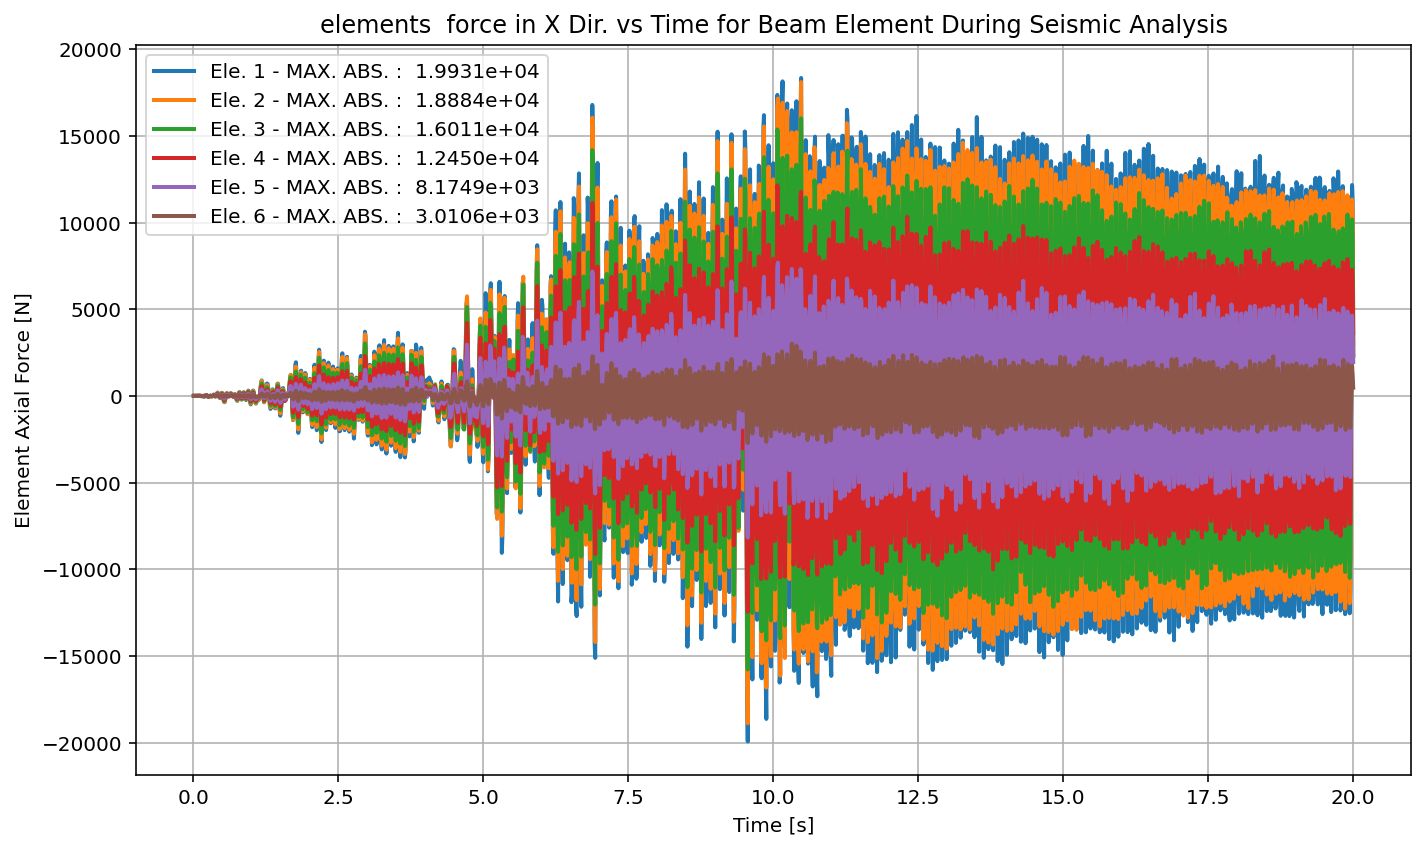 elements  force in X Dir. vs Time for Beam Element During Seismic Analysis
Ele. 1 - MAX. ABS. :  1.9931e+04
Ele. 2 - MAX. ABS. :  1.8884e+04
Ele. 3 - MAX. ABS. :  1.6011e+04
Ele. 4 - MAX. ABS. :  1.2450e+04
Ele. 5 - MAX. ABS. :  8.1749e+03
Ele. 6 - MAX. ABS. :  3.0106e+03
Element Axial Force [N]
20000
15000
10000
5000
0
−5000
−10000
−15000
−20000
0.0 2.5 5.0 7.5 10.0 12.5 15.0 17.5 20.0
Time [s]